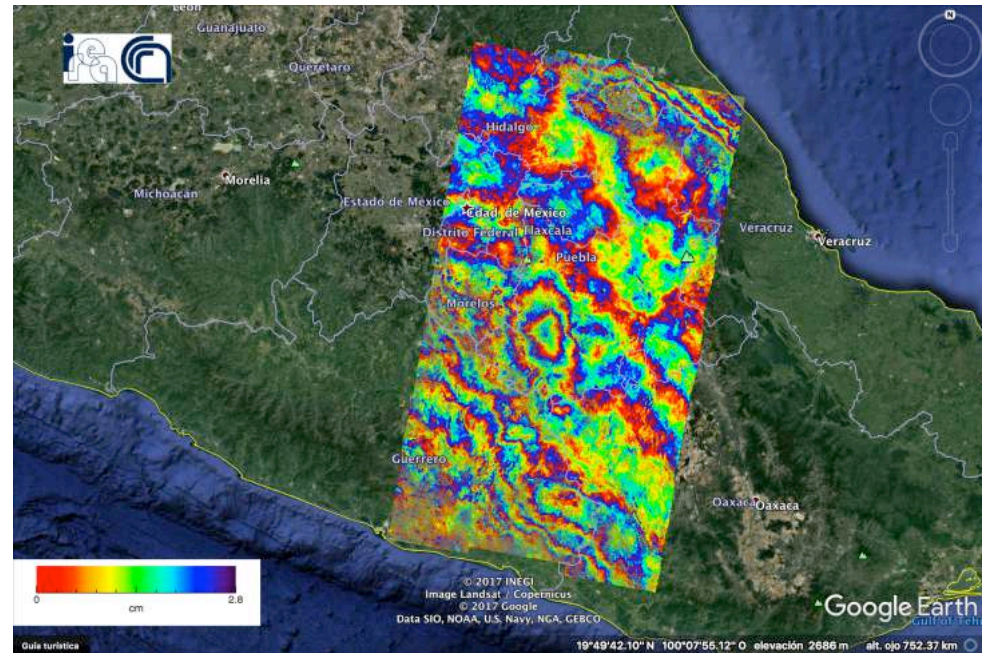 León
Guanajuato
N
Querétaro
Hidalgo
Morelia
Michoacán
Estado de México
Cdad. de México
Distrito Federal
Tlaxcala
Puebla
Veracruz
Veracruz
Morelos
Guerrero
Oaxaca
Oaxaca
0
2.8
cm
© 2017 INEGI
Image Landsat / Copernicus
© 2017 Google
Data SIO, NOAA, U.S. Navy, NGA, GEBCO
Google Earth
Guía turística
19°49'42.10" N 100°07'55.12" O elevación 2686 m alt. ojo 752.37 km